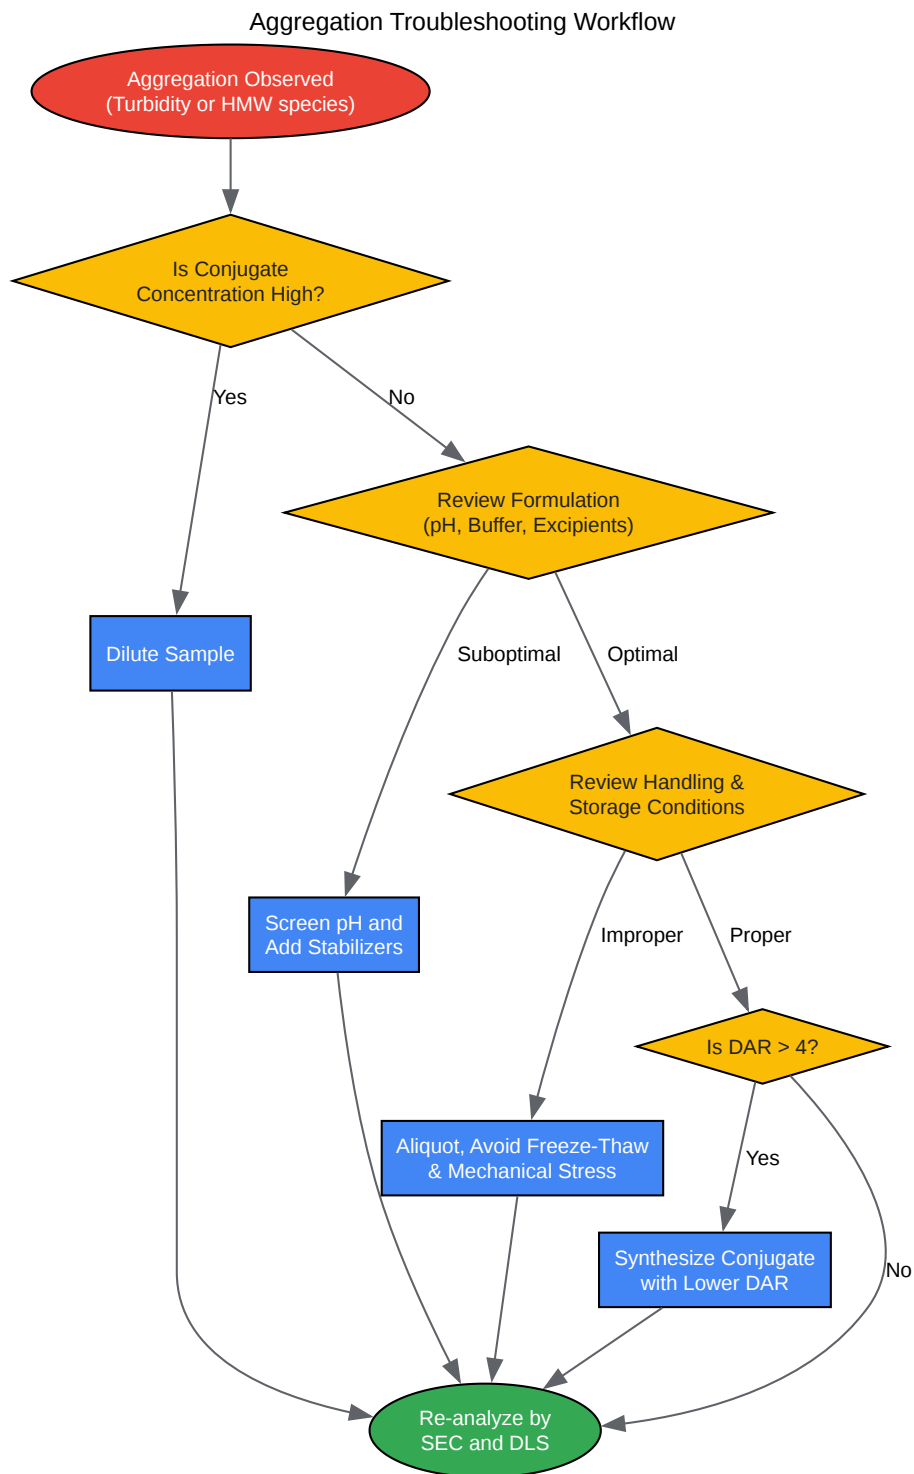 Aggregation Troubleshooting Workflow
Aggregation Observed
(Turbidity or HMW species)
Is Conjugate
Concentration High?
Yes
No
Review Formulation
(pH, Buffer, Excipients)
Dilute Sample
Suboptimal
Optimal
Review Handling &
Storage Conditions
Screen pH and
Add Stabilizers
Improper
Proper
Is DAR > 4?
Aliquot, Avoid Freeze-Thaw
& Mechanical Stress
Yes
Synthesize Conjugate
with Lower DAR
No
Re-analyze by
SEC and DLS